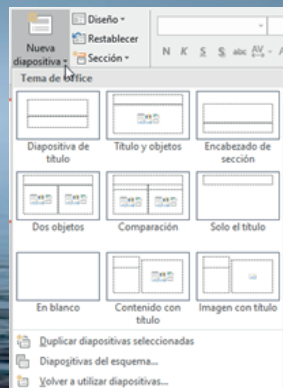 Nueva
diapositiva
Diseño
Restablecer
Sección
N K S S abc AV
Tema de Office
Diapositiva de
título
Título y objetos
Encabezado de
sección
Dos objetos
Comparación
Solo el título
En blanco
Contenido con
título
Imagen con título
Duplicar diapositivas seleccionadas
Diapositivas del esquema...
Volver a utilizar diapositivas...